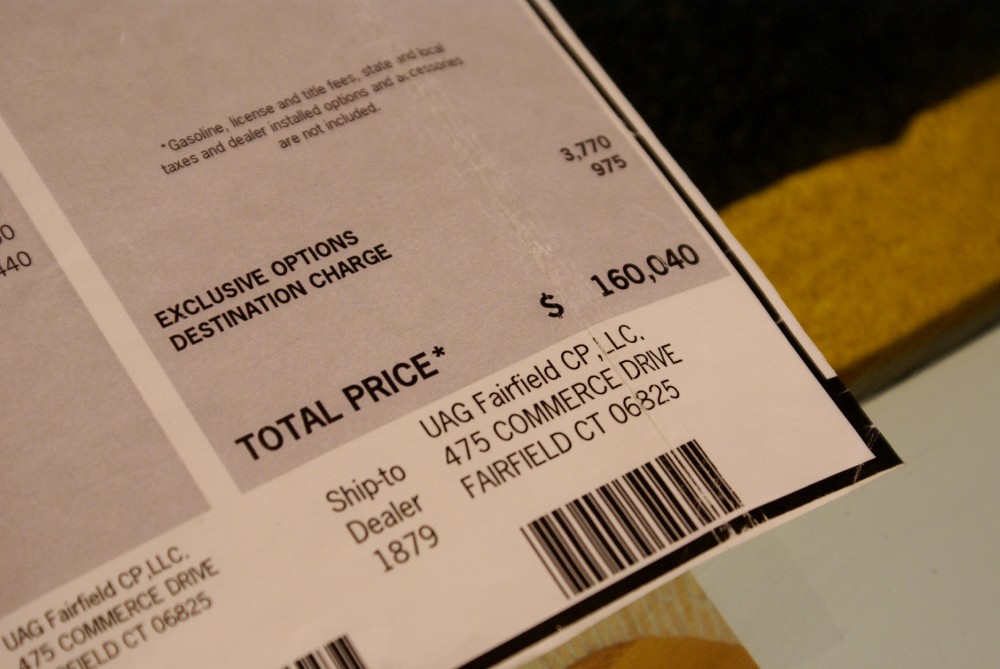 *Gasoline, license and title fees, state and local
taxes and dealer installed options and accessories
are not included.
EXCLUSIVE OPTIONS 3,770
DESTINATION CHARGE 975
TOTAL PRICE* $ 160,040
Ship-to
Dealer
1879
UAG Fairfield CP,LLC.
475 COMMERCE DRIVE
FAIRFIELD CT 06825
440
UAG Fairfield CP,LLC.
475 COMMERCE DRIVE
FIELD CT 06825